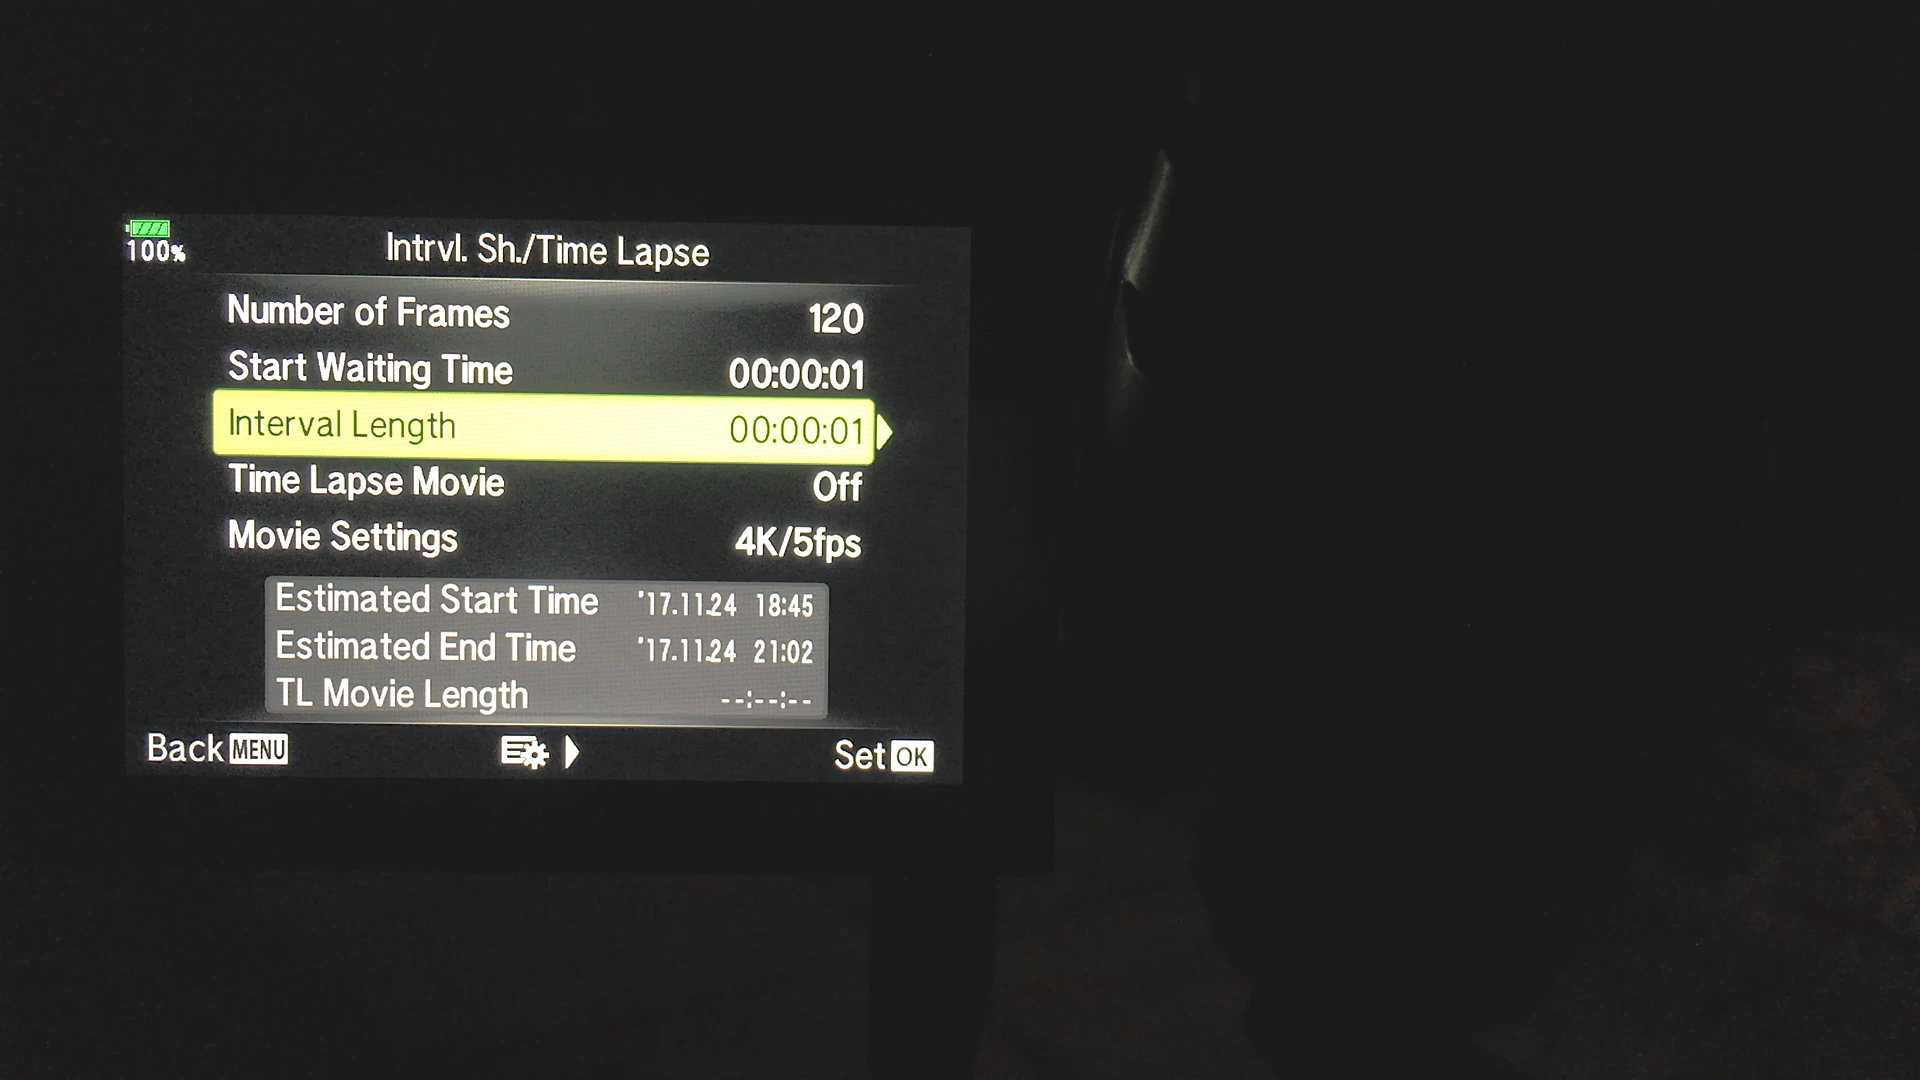 100%
Intrvl. Sh./Time Lapse
Number of Frames 120
Start Waiting Time 00:00:01
Interval Length 00:00:01
Time Lapse Movie Off
Movie Settings 4K/5fps
Estimated Start Time '17.11.24 18:45
Estimated End Time '17.11.24 21:02
TL Movie Length --:--:--
Back MENU
Set OK